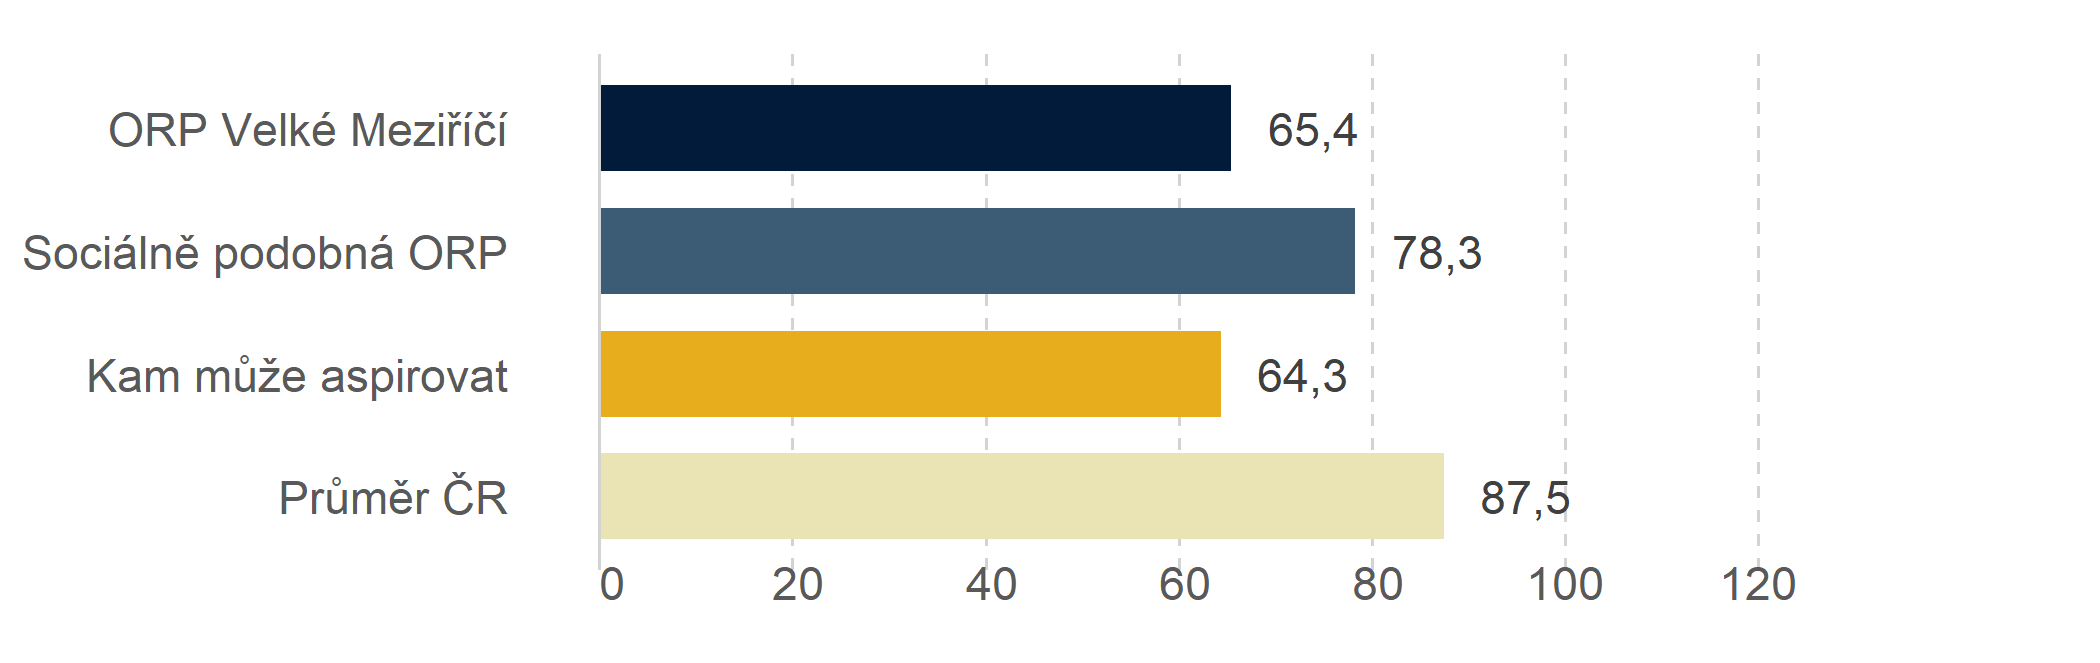 ORP Velké Meziříčí 65,4
Sociálně podobná ORP 78,3
Kam může aspirovat 64,3
Průměr ČR 87,5
0 20 40 60 80 100 120